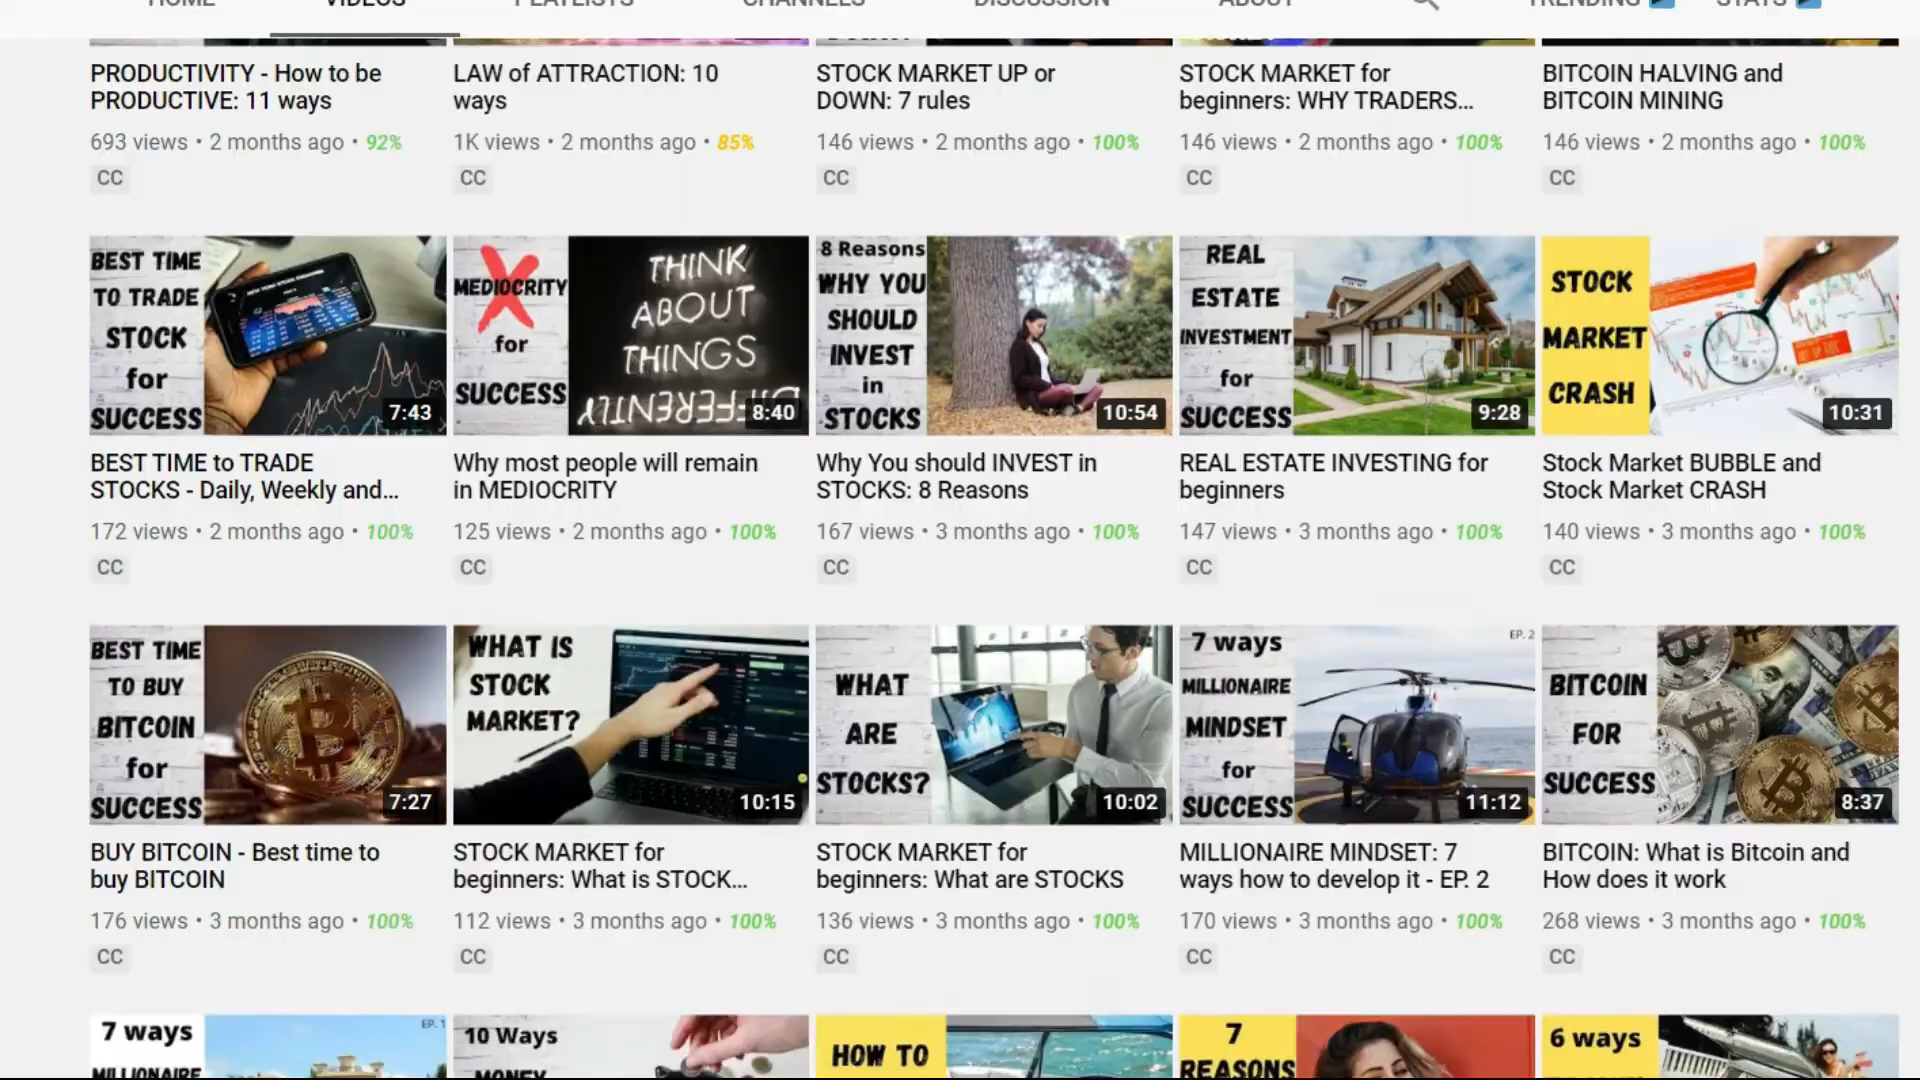 HOME VIDEOS PLAYLISTS CHANNELS DISCUSSION ABOUT TRENDING STATS
PRODUCTIVITY - How to be
PRODUCTIVE: 11 ways
693 views • 2 months ago • 92%
CC
LAW of ATTRACTION: 10
ways
1K views • 2 months ago • 85%
CC
STOCK MARKET UP or
DOWN: 7 rules
146 views • 2 months ago • 100%
CC
STOCK MARKET for
beginners: WHY TRADERS...
146 views • 2 months ago • 100%
CC
BITCOIN HALVING and
BITCOIN MINING
146 views • 2 months ago • 100%
CC
BEST TIME
TO TRADE
STOCK
for
SUCCESS
7:43
BEST TIME to TRADE
STOCKS - Daily, Weekly and...
172 views • 2 months ago • 100%
CC
MEDIOCRITY
for
SUCCESS
THINK
ABOUT
THINGS
DIFFERENTLY
8:40
Why most people will remain
in MEDIOCRITY
125 views • 2 months ago • 100%
CC
8 Reasons
WHY YOU
SHOULD
INVEST
in
STOCKS
10:54
Why You should INVEST in
STOCKS: 8 Reasons
167 views • 3 months ago • 100%
CC
REAL
ESTATE
INVESTMENT
for
SUCCESS
9:28
REAL ESTATE INVESTING for
beginners
147 views • 3 months ago • 100%
CC
STOCK
MARKET
CRASH
10:31
Stock Market BUBBLE and
Stock Market CRASH
140 views • 3 months ago • 100%
CC
BEST TIME
TO BUY
BITCOIN
for
SUCCESS
7:27
BUY BITCOIN - Best time to
buy BITCOIN
176 views • 3 months ago • 100%
CC
WHAT IS
STOCK
MARKET?
10:15
STOCK MARKET for
beginners: What is STOCK...
112 views • 3 months ago • 100%
CC
WHAT
ARE
STOCKS?
10:02
STOCK MARKET for
beginners: What are STOCKS
136 views • 3 months ago • 100%
CC
7 ways
MILLIONAIRE
MINDSET
for
SUCCESS
EP. 2
11:12
MILLIONAIRE MINDSET: 7
ways how to develop it - EP. 2
170 views • 3 months ago • 100%
CC
BITCOIN
FOR
SUCCESS
8:37
BITCOIN: What is Bitcoin and
How does it work
268 views • 3 months ago • 100%
CC
7 ways
MILLIONAIRE
EP. 1
10 Ways
MONEY
HOW TO
7
REASONS
6 ways